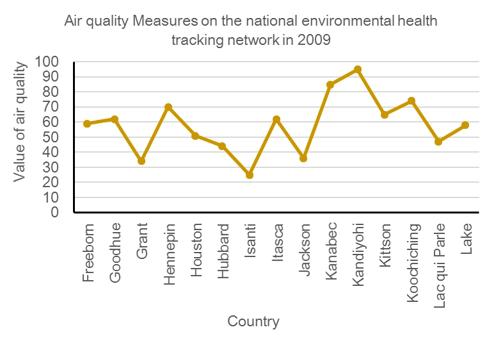 Air quality Measures on the national environmental health
tracking network in 2009
Value of air quality
100
90
80
70
60
50
40
30
20
10
0
Freeborn
Goodhue
Grant
Hennepin
Houston
Hubbard
Isanti
Itasca
Jackson
Kanabec
Kandiyohi
Kittson
Koochiching
Lac qui Parle
Lake
Country